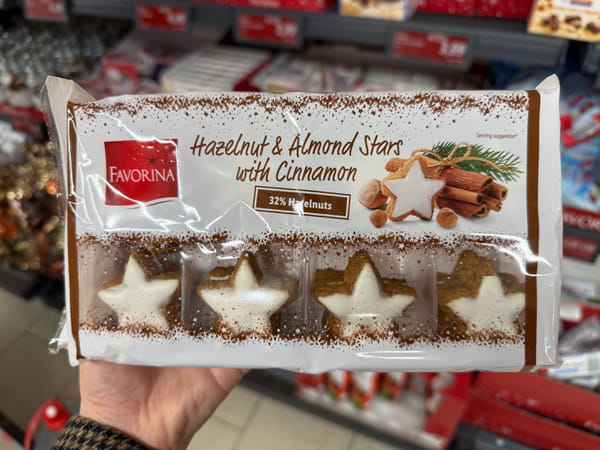 FAVORINA
Hazelnut & Almond Stars
with Cinnamon
32% Hazelnuts
Serving suggestion*